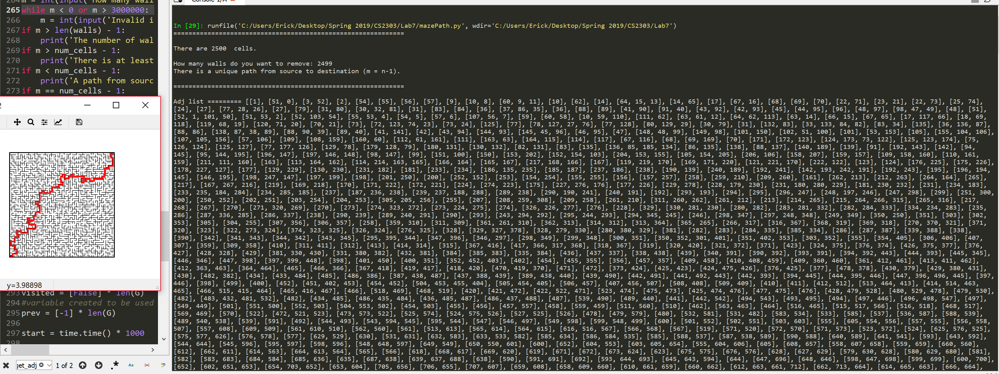 264 m = int(input('How many wall
265 while m < 0 or m > 3000000:
266 m = int(input('Invalid i
267 if m > len(walls) - 1:
268 print('The number of wal
269 if m > num_cells - 1:
270 print('There is at least
271 if m < num_cells - 1:
272 print('A path from sourc
273 if m == num_cells - 1:
y=3.98898
293 visited = [False] * len(G)
294 #variable created to be used
295 prev = [-1] * len(G)
296
297 start = time.time() * 1000
298
get_adj 1 of 2 .* Aa
Console 1/A
In [29]: runfile('C:/Users/Erick/Desktop/Spring 2019/CS2303/Lab7/mazePath.py', wdir='C:/Users/Erick/Desktop/Spring 2019/CS2303/Lab7')
=============================================================
There are 2500  cells.
How many walls do you want to remove: 2499
There is a unique path from source to destination (m = n-1).
=============================================================
Adj list ========= [[1], [51, 0], [3, 52], [2], [54], [55], [56], [57], [9], [10, 8], [60, 9, 11], [10], [62], [14], [64, 15, 13], [14, 65], [17], [67, 16], [68], [69], [70], [22, 71], [23, 21], [22, 73], [25, 74],
[24], [27], [77, 28, 26], [27], [79], [31, 80], [30, 32, 81], [31], [83], [84], [36], [37, 86, 35], [36], [88], [89], [41, 90], [91, 40], [43, 92], [42, 93], [45], [44, 95], [96], [48, 97], [98, 47, 49], [48], [51],
[52, 1, 101, 50], [51, 53, 2], [52, 103, 54], [55, 53, 4], [54, 5], [57, 6], [107, 56, 7], [59], [60, 58], [10, 59, 110], [111, 62], [63, 61, 12], [64, 62, 113], [63, 14], [66, 15], [67, 65], [17, 117, 66], [18, 69,
118], [119, 68, 19], [120, 71, 20], [70, 21], [73], [72, 123, 74, 23], [73, 24], [125], [77], [78, 127, 27, 76], [77, 128], [80, 129, 29], [30, 79], [31], [132, 83], [33, 133, 84, 82], [83, 34], [135], [36, 136, 87],
[88, 86], [138, 87, 38, 89], [88, 90, 39], [89, 40], [41, 141], [42], [43, 94], [144, 93], [145, 45, 96], [46, 95], [47], [148, 48, 99], [149, 98], [101, 150], [102, 51, 100], [101], [53, 153], [105], [155, 104, 106],
[107, 105, 156], [57, 106], [109], [108, 159], [160, 60], [112, 61, 161], [111], [163, 63], [164, 115], [114], [117], [67, 116], [68], [69, 169], [70], [171], [172, 123], [124, 173, 73, 122], [125, 123, 174], [75,
126, 124], [125, 127], [77, 177, 126], [129, 78], [179, 128, 79], [180, 131], [130, 132], [82, 131], [83], [135], [136, 85, 185, 134], [86, 135], [138], [88, 137], [140, 189], [139], [91], [192, 143], [142], [94,
145], [95, 144, 195], [196, 147], [197, 146, 148], [98, 147], [99], [151, 100], [150], [153, 202], [152, 154, 103], [204, 153, 155], [105, 154, 205], [206, 106], [158, 207], [159, 157], [109, 158, 160], [110, 161,
159], [211, 111, 160], [163], [113, 164, 162], [114, 214, 163, 165], [166, 164], [165, 167], [217, 168, 166], [167], [119, 219, 170], [169, 171, 220], [121, 221, 170], [222, 122], [123], [124], [176, 225], [175, 226],
[178, 227, 127], [177], [129, 229], [130, 230], [231, 182], [181], [233], [234], [186, 135, 235], [185, 187], [237, 186], [238], [190, 139], [240, 189], [192, 241], [142, 193, 242, 191], [192, 243], [195], [196, 194,
145], [146, 195], [198, 247, 147], [197, 199], [198], [201, 250], [200], [252, 152], [253], [154, 254], [155, 255], [156], [157, 257], [258], [259, 210], [209, 260], [161], [262, 213], [212, 263], [264, 164], [265],
[217], [167, 267, 216], [219], [169, 218], [170], [171, 222], [172, 221], [224], [274, 223], [175], [227, 276, 176], [177, 226], [229, 278], [228, 179, 230], [231, 180, 280, 229], [181, 230, 232], [231], [234, 183],
[233, 235, 184, 284], [234, 285, 185], [237], [187, 236, 238], [239, 237, 188, 288], [289, 238], [290, 190, 241], [240, 191], [192], [293, 193], [294], [295], [296, 247], [248, 197, 246], [247, 298], [299], [251, 300,
200], [250, 252], [202, 251], [203, 254], [204, 253], [305, 205, 256], [255], [207], [208, 259, 308], [209, 258], [261, 210], [311, 260, 262], [261, 212], [213], [214, 265], [215, 264, 266, 315], [265, 316], [217,
268], [267], [270], [271, 320, 269], [270], [273], [274, 323, 272], [273, 224, 275], [274], [326, 226, 277], [276], [228], [329], [330, 281, 230], [280, 282], [283, 281, 332], [282, 284, 333], [334, 234, 283], [235,
286], [287, 336, 285], [286, 337], [238], [290, 239], [289, 240, 291], [290], [293], [243, 294, 292], [295, 244, 293], [294, 345, 245], [246], [298, 347], [297, 248, 348], [249, 349], [350, 250], [351], [303], [302,
353], [305], [304, 255], [307, 356], [306, 357], [258], [359, 310], [311, 309], [361, 261, 310], [362, 313], [314, 312], [313, 364], [365, 265], [266, 317], [316, 367], [368, 319], [369, 318], [270, 370, 321], [371,
320], [323], [322, 273, 324], [374, 323, 325], [326, 324], [276, 325], [328], [329, 327, 378], [328, 279, 330], [280, 380, 329], [381], [282], [283], [284, 335], [385, 334], [286], [287, 387], [339, 388], [338],
[390], [342], [341, 343], [344, 342], [343, 345], [295, 395, 344], [347, 396], [346, 297], [298, 349], [299, 348], [300, 351], [350, 352, 301, 401], [351, 402, 353], [303, 352], [355], [354, 405], [306, 406], [407,
307], [359], [309, 358], [410], [311, 411], [312], [413], [414, 314], [315], [367, 416], [417, 366, 317, 368], [318, 367], [319], [320, 420], [321, 372], [371], [423], [324, 375], [376, 374], [426, 375, 377], [376,
427], [428, 328], [429], [381, 330, 430], [331, 380, 382], [432, 381], [384], [385, 383], [335, 384], [436], [437, 337], [338, 438], [439], [340, 391], [390, 392], [393, 391], [394, 392, 443], [444, 393], [445, 345],
[446, 346], [447, 398], [397, 399, 448], [398], [401, 450], [400, 351], [352, 452, 403], [402], [454], [455, 355], [356], [457, 357], [409, 458], [410, 408, 459], [409, 360, 460], [361, 412, 461], [413, 411, 462],
[412, 363, 463], [364, 464], [465], [466, 366], [367, 418], [419, 417], [418, 420], [470, 419, 370], [471], [472], [373, 424], [425, 423], [424, 475, 426], [376, 425], [377], [478, 378], [430, 379], [429, 380, 431],
[430], [482, 382], [434], [433, 484], [485], [486, 386], [387, 438, 487], [437, 388, 439], [389, 438, 440], [439, 490], [442, 491], [441, 492, 443], [442, 393], [394, 445], [444, 395, 446], [447, 396, 496, 445], [397,
446], [398], [499], [400], [452], [451, 402, 453], [454, 452], [504, 453, 455, 404], [505, 454, 405], [506, 457], [407, 456, 507], [508, 408], [509, 409], [410], [411], [412, 512], [513, 464, 413], [414, 514, 463,
465], [466, 515, 415, 464], [465, 416, 467], [466], [518, 469], [468, 519], [420], [421, 472], [422, 522, 471], [523, 474], [475, 473], [425, 474, 476], [477, 475], [476], [428, 479, 528], [480, 529, 478], [479, 530],
[482], [483, 432, 481, 532], [482], [434, 485], [486, 435, 484], [436, 485, 487], [486, 437, 488], [487], [539, 490], [489, 440], [441], [442, 542], [494, 543], [493, 495], [494], [497, 446], [496, 498, 547], [497],
[549, 449], [501], [551, 500], [552, 503], [504, 553, 502], [454, 503], [455], [456], [457, 557], [458], [559, 459], [511, 560], [510], [462], [563, 463], [464], [516, 465], [515, 517, 566], [516, 518], [468, 517],
[569, 469], [570], [522], [472, 521, 523], [473, 573, 522], [525, 574], [524, 575, 526], [527, 525], [526], [478], [479, 579], [480], [532, 581], [531, 482], [583, 534], [533], [585], [537], [536, 587], [588, 539],
[489, 540, 538], [539], [591], [492], [544, 493], [543, 594, 545], [595, 544], [547], [546, 497], [549, 598], [599, 548, 499], [600], [501, 552], [502, 551], [503, 603], [555], [605, 554, 556], [557, 555], [556, 558,
507], [557, 608], [609, 509], [561, 610, 510], [562, 560], [561], [513, 613], [565, 614], [564, 615], [616, 516, 567], [566, 568], [567], [519], [571, 520], [572, 570], [571, 573], [523, 572], [524], [625, 576, 525],
[575, 577, 626], [576, 578], [577], [629, 529], [630], [531, 631], [632, 583], [633, 533, 582], [585, 634], [586, 584, 535], [585], [588, 537], [587, 538, 589], [590, 588], [640, 589], [641, 541], [593], [643, 592],
[544, 644], [545, 596], [595, 597], [598, 596], [548, 648, 597], [649, 549], [650, 550, 601], [600], [652], [604, 553], [603, 605, 654], [555, 604, 606], [605], [608, 657], [558, 607, 658], [559, 659], [660, 560],
[612], [662, 611], [614, 563], [664, 613, 564], [565], [566], [618], [668, 617], [669, 620], [619], [671], [672], [673, 624], [623], [675, 575], [676, 576], [628], [627, 629], [579, 630, 628], [580, 629, 680], [581],
[582], [583, 683], [684, 584], [685, 636], [635], [687, 638], [639, 637, 688], [638], [590], [591, 691], [692], [593, 644, 693], [645, 643, 594], [644], [647, 696], [648, 646], [598, 647, 698], [599, 699], [600, 700],
[652], [602, 651, 653], [654, 703, 652], [653, 604], [705, 656], [706, 655], [707, 607], [659, 608], [658, 609, 660], [610, 661, 659], [660, 662], [612, 663, 661, 712], [662, 713, 664], [614, 665, 663], [666, 664],